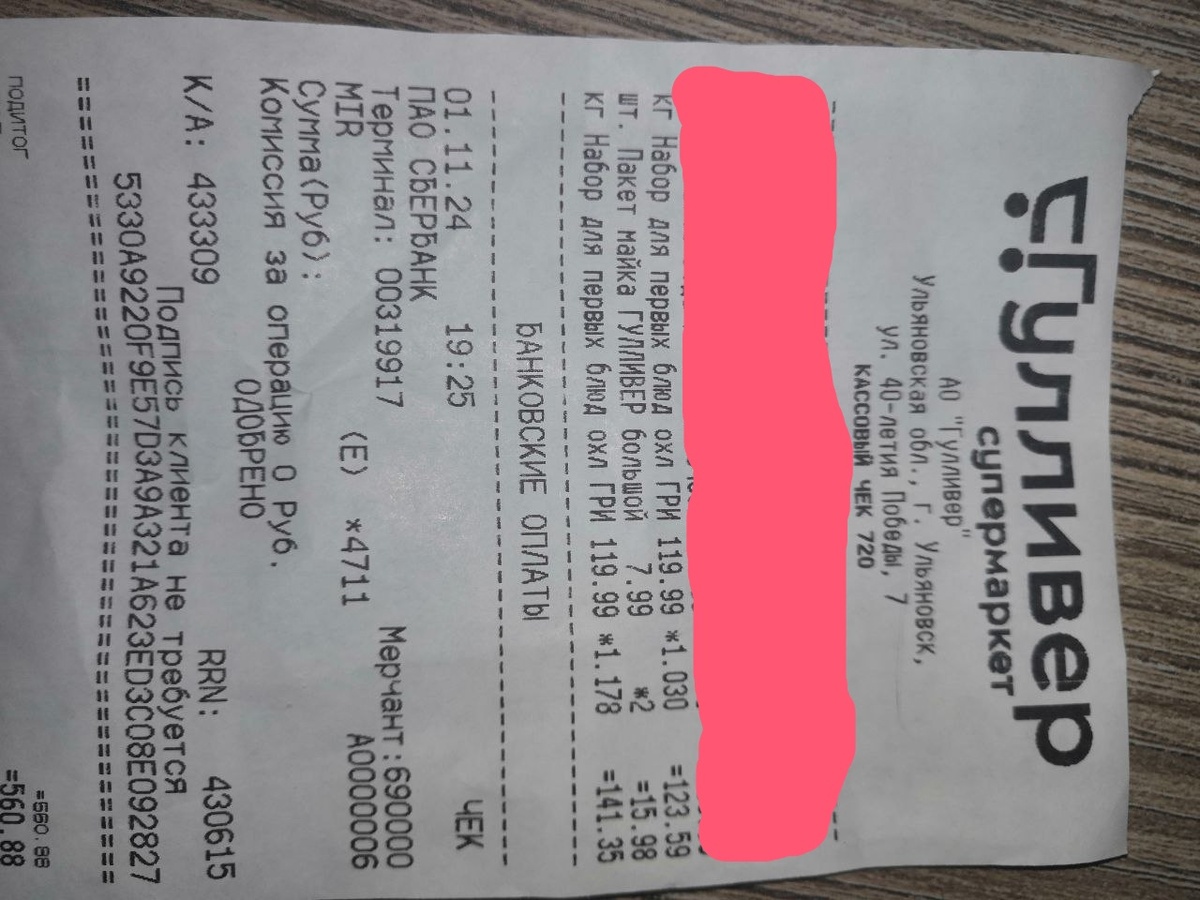 Гулливер
супермаркет
АО "Гулливер"
Ульяновская обл., Г. Ульяновск,
ул. 40-летия Победы, 7
КАССОВЫЙ ЧЕК 720
кг Набор для первых блюд охл ГРИ 119.99 *1.030 =123.59
шт. Пакет майка ГУЛЛИВЕР большой 7.99 *2 =15.98
кг Набор для первых блюд охл ГРИ 119.99 *1.178 =141.35
БАНКОВСКИЕ ОПЛАТЫ
01.11.24 19:25 ЧЕК
ПАО СБЕРБАНК
Терминал: 00319917 Мерчант:690000
MIR (E) *4711 A0000006
Сумма(Руб):
Комиссия за операцию 0 Руб.
ОДОБРЕНО
К/А: 433309 RRN: 430615
Подпись клиента не требуется
5330A9220F9E57D3A9A321A623ED3C08E092827
==================================
ПОДИТОГ =560.88
=560.88